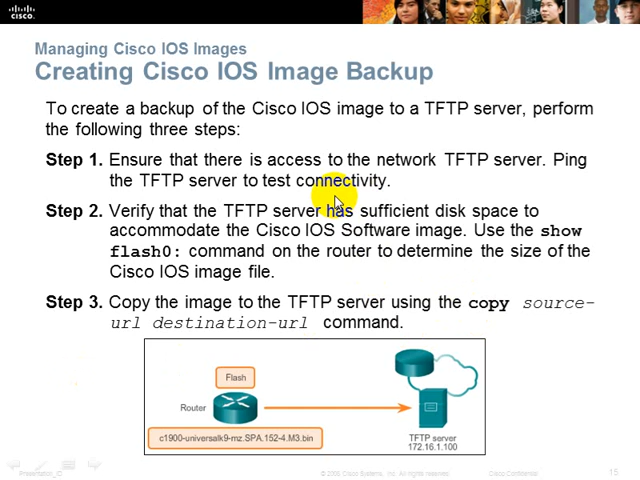 CISCO.
Managing Cisco IOS Images
Creating Cisco IOS Image Backup
To create a backup of the Cisco IOS image to a TFTP server, perform
the following three steps:
Step 1. Ensure that there is access to the network TFTP server. Ping
the TFTP server to test connectivity.
Step 2. Verify that the TFTP server has sufficient disk space to
accommodate the Cisco IOS Software image. Use the show
flash0: command on the router to determine the size of the
Cisco IOS image file.
Step 3. Copy the image to the TFTP server using the copy source-
url destination-url command.
Flash
Router
c1900-universalk9-mz.SPA.152-4.M3.bin
TFTP server
172.16.1.100
Presentation_ID
© 2008 Cisco Systems, Inc. All rights reserved.
Cisco Confidential
15